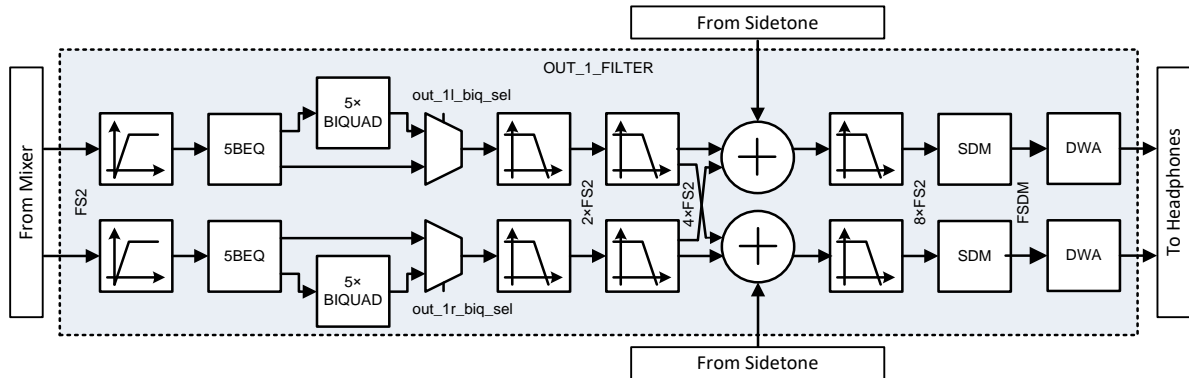 From Sidetone
OUT_1_FILTER
From Mixer
FS2
5BEQ
5×
BIQUAD
out_1l_biq_sel
2×FS2
4×FS2
8×FS2
SDM
FSDM
DWA
To Headphones
5BEQ
5×
BIQUAD
out_1r_biq_sel
SDM
DWA
From Sidetone